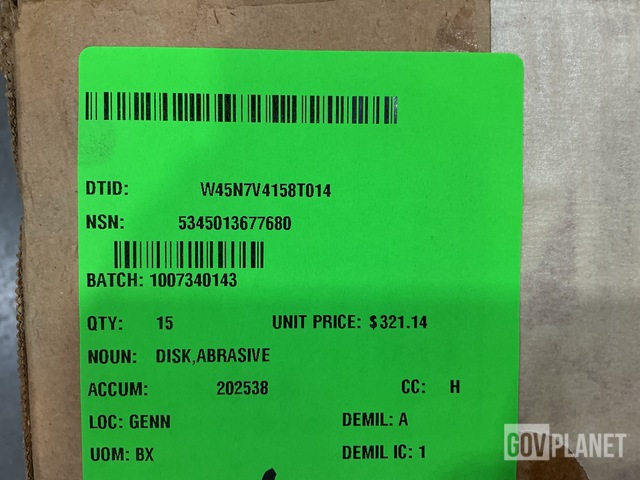 DTID: W45N7V4158T014
NSN: 5345013677680
BATCH: 1007340143
QTY: 15 UNIT PRICE: $321.14
NOUN: DISK,ABRASIVE
ACCUM: 202538 CC: H
LOC: GENN DEMIL: A
UOM: BX DEMIL IC: 1
GOVPLANET